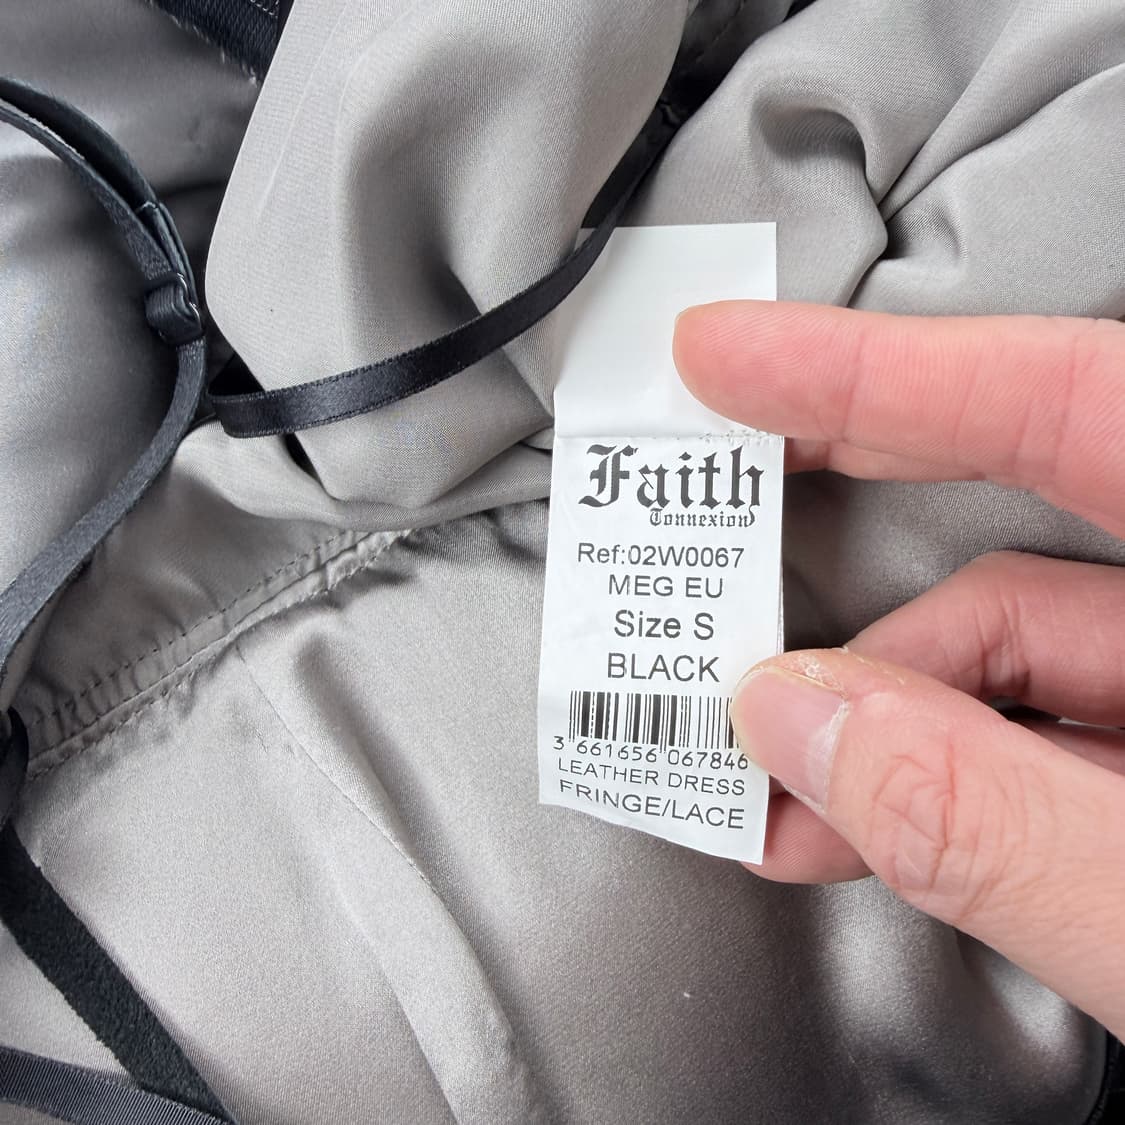 Faith
Connexion
Ref:02W0067
MEG EU
Size S
BLACK
3 661656 067846
LEATHER DRESS
FRINGE/LACE